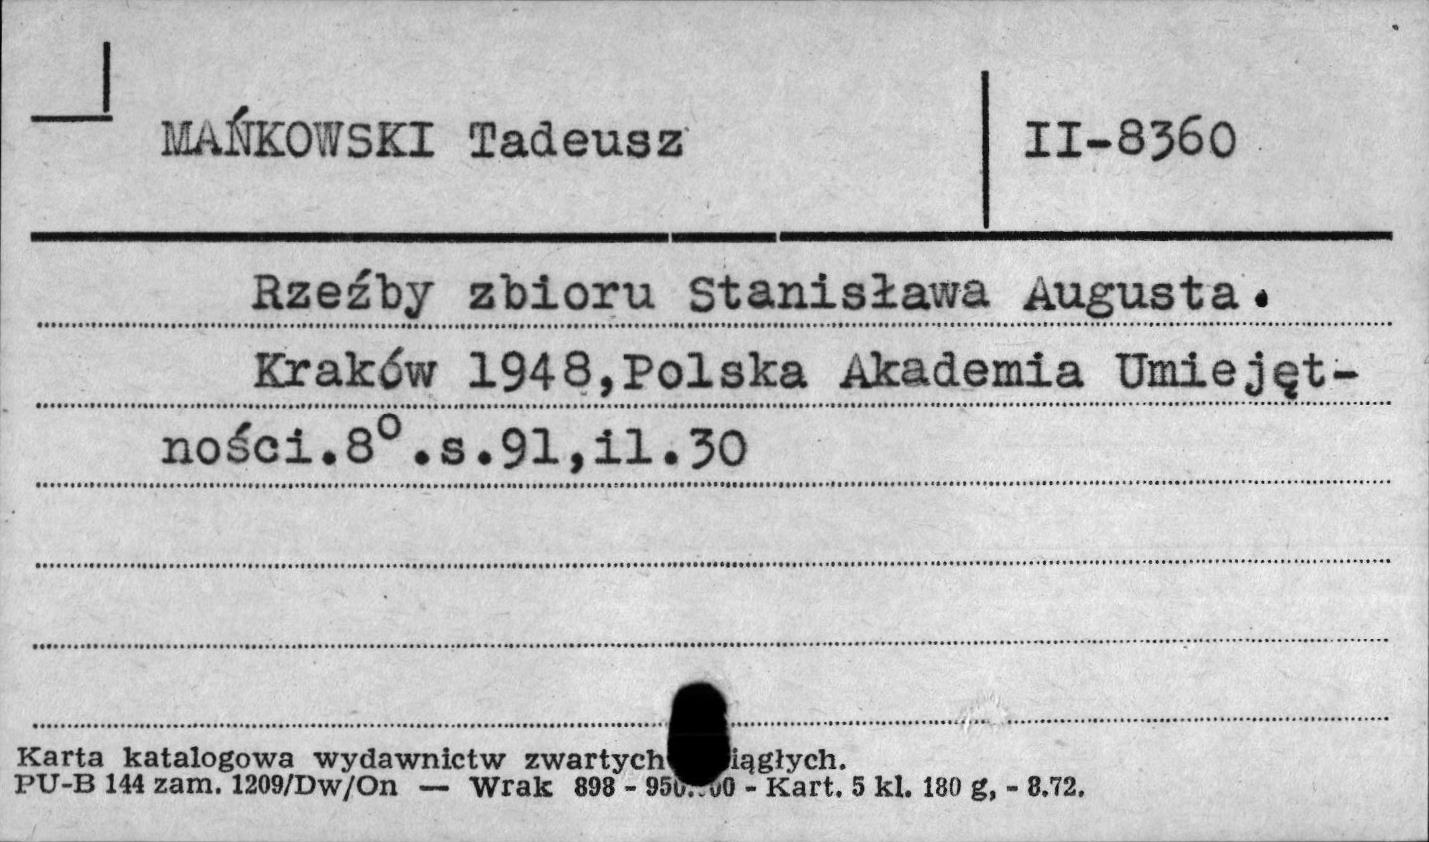 MAŃKOWSKI Tadeusz
II-8360
Rzeźby zbioru Stanisława Augusta.
Kraków 1948,Polska Akademia Umiejęt-
ności.8°.s.91,il.30
Karta katalogowa wydawnictw zwartych
PU-B 144 zam. 1209/Dw/On — Wrak 898 - - Kart. 5 kl. 180 g, - 8.72.